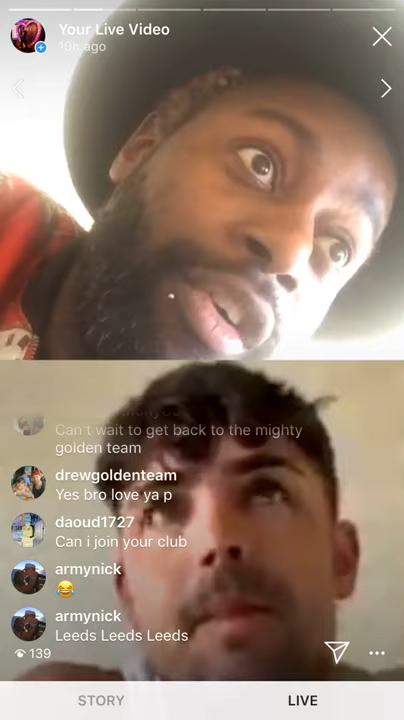 Your Live Video
10h ago
Can't wait to get back to the mighty
golden team
drewgoldenteam
Yes bro love ya p
daoud1727
Can i join your club
armynick
😂
armynick
Leeds Leeds Leeds
139
STORY
LIVE